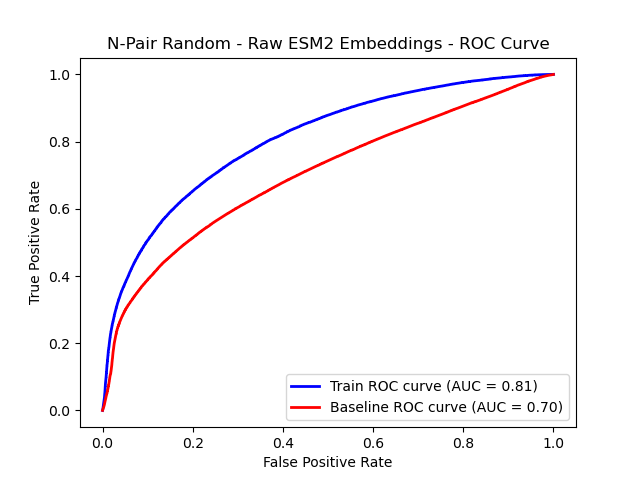 N-Pair Random - Raw ESM2 Embeddings - ROC Curve
1.0
0.8
0.6
0.4
0.2
0.0
True Positive Rate
Train ROC curve (AUC = 0.81)
Baseline ROC curve (AUC = 0.70)
0.0 0.2 0.4 0.6 0.8 1.0
False Positive Rate